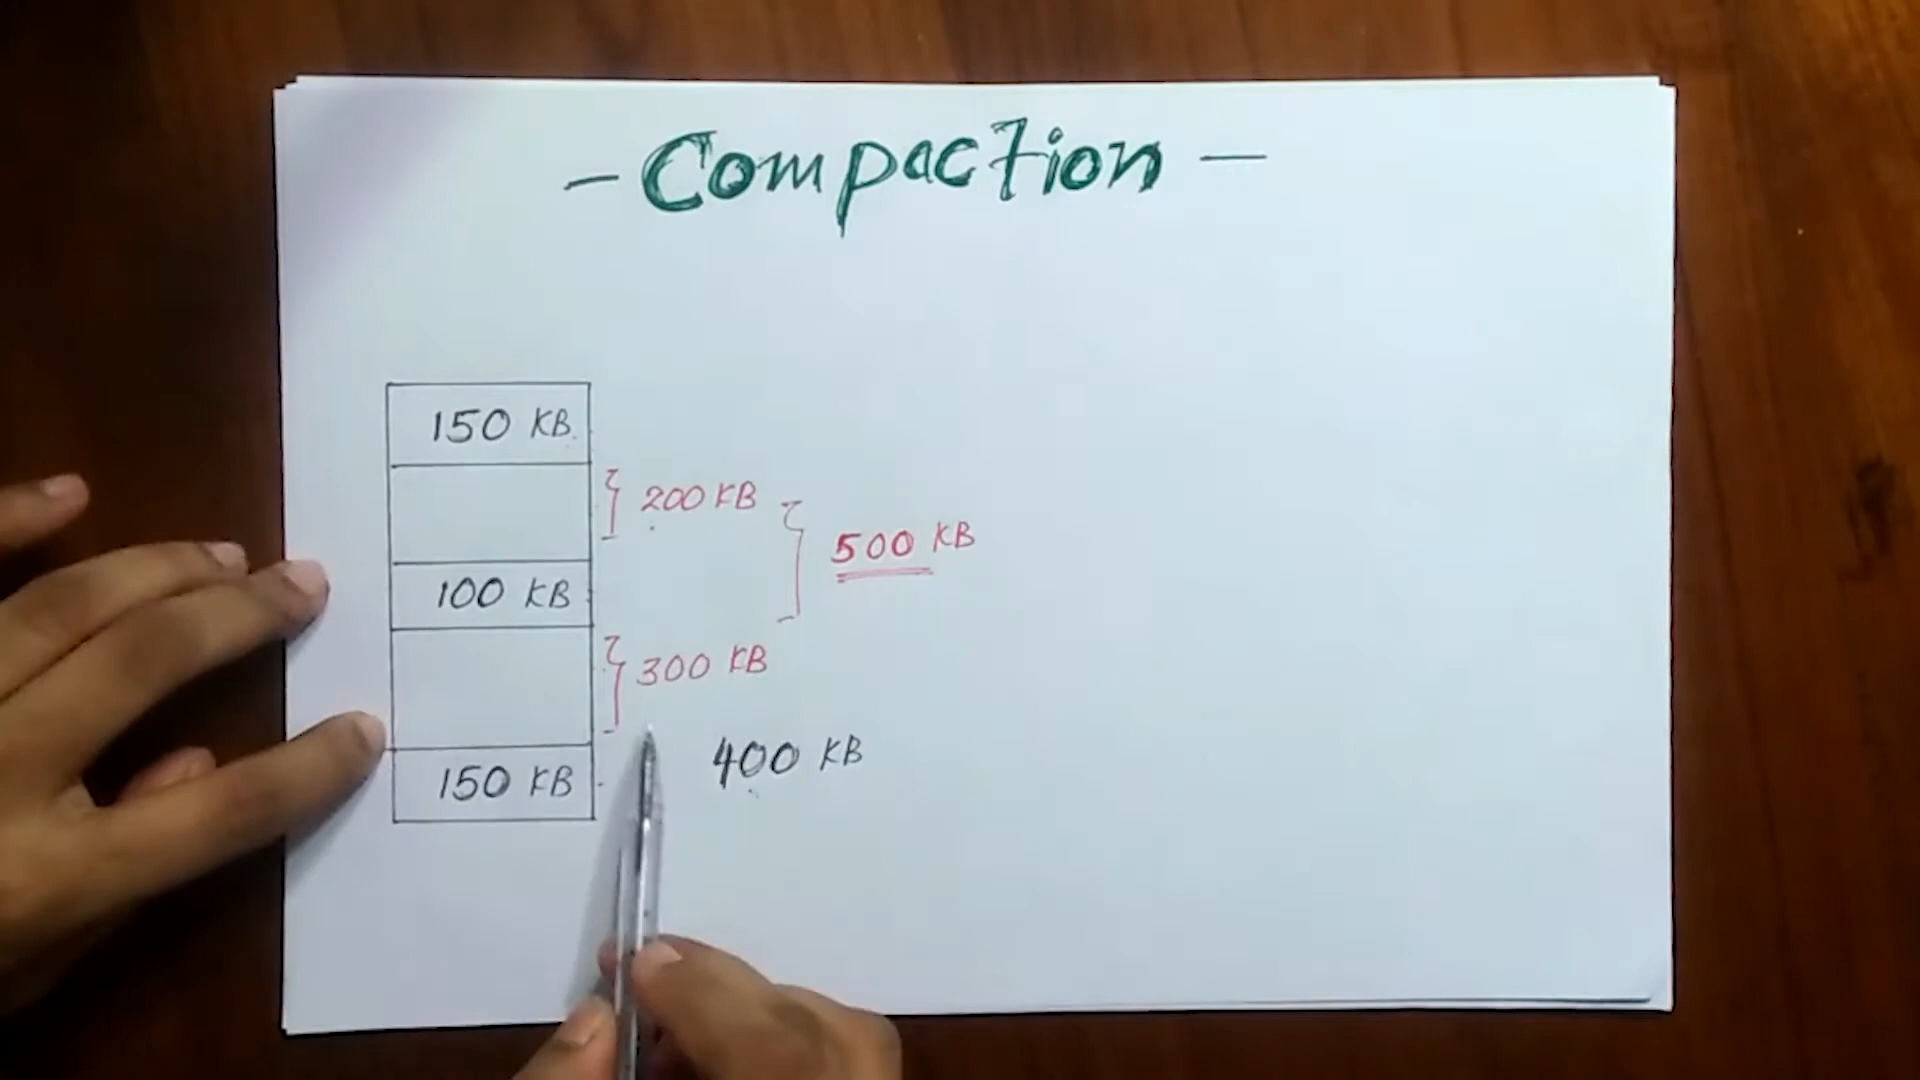 - Compaction -
150 KB
200 KB
500 KB
100 KB
300 KB
400 KB
150 KB